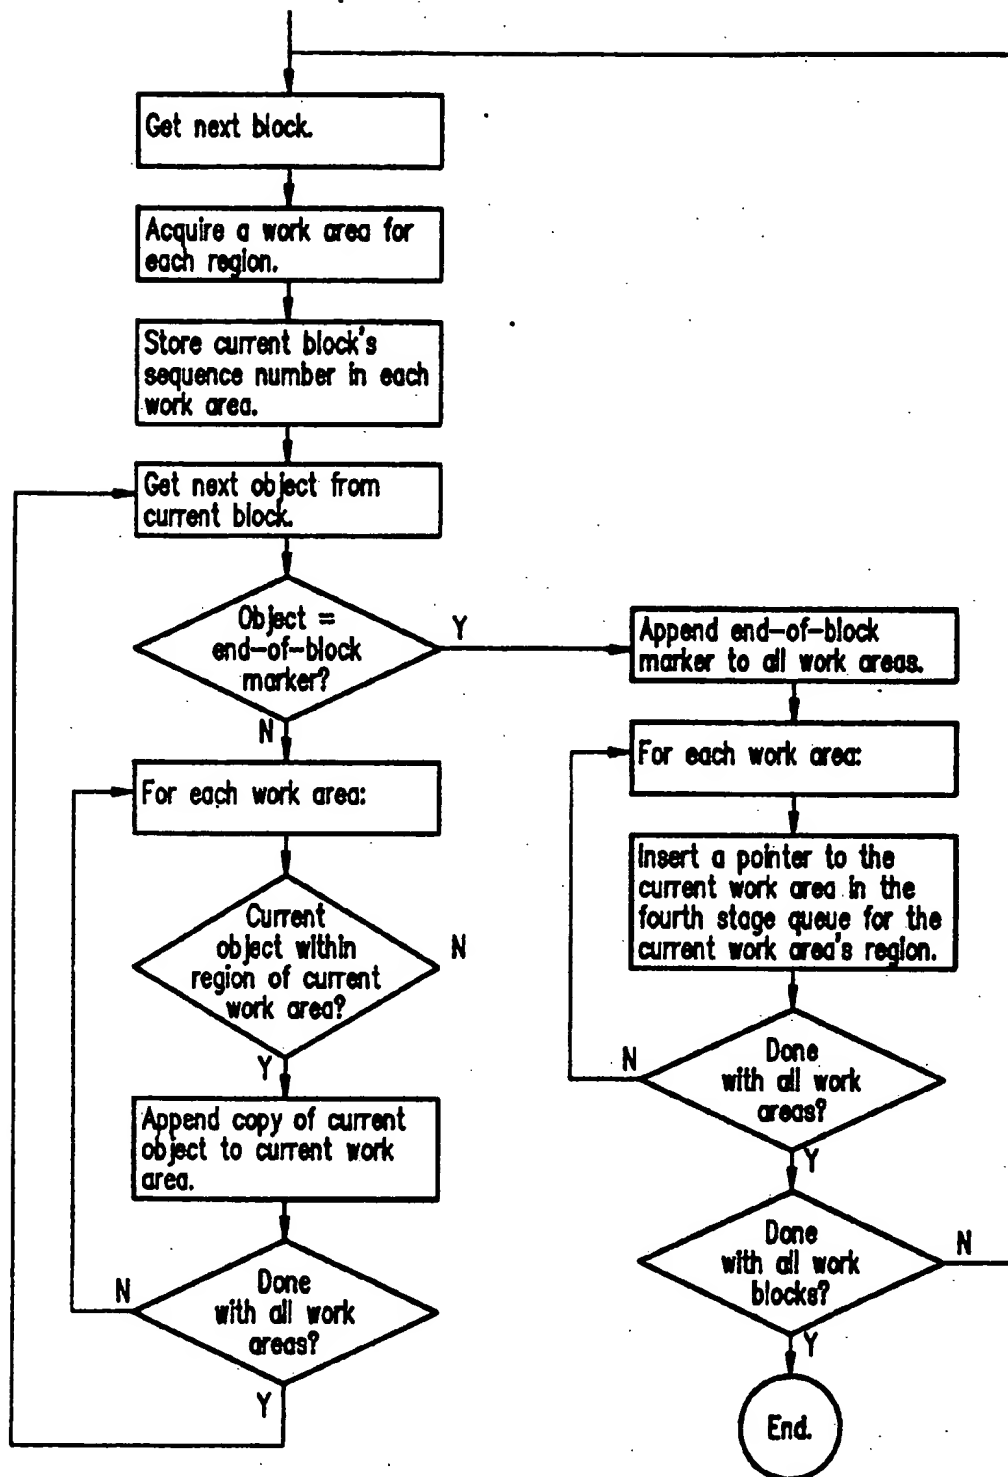 Get next block.
Acquire a work area for
each region.
Store current block's
sequence number in each
work area.
Get next object from
current block.
Object =
end-of-block
marker?
Y
N
For each work area:
Current
object within
region of current
work area?
N
Y
Append copy of current
object to current work
area.
Done
with all work
areas?
N
Y
Append end-of-block
marker to all work areas.
For each work area:
Insert a pointer to the
current work area in the
fourth stage queue for the
current work area's region.
Done
with all work
areas?
N
Y
Done
with all work
blocks?
N
Y
End.